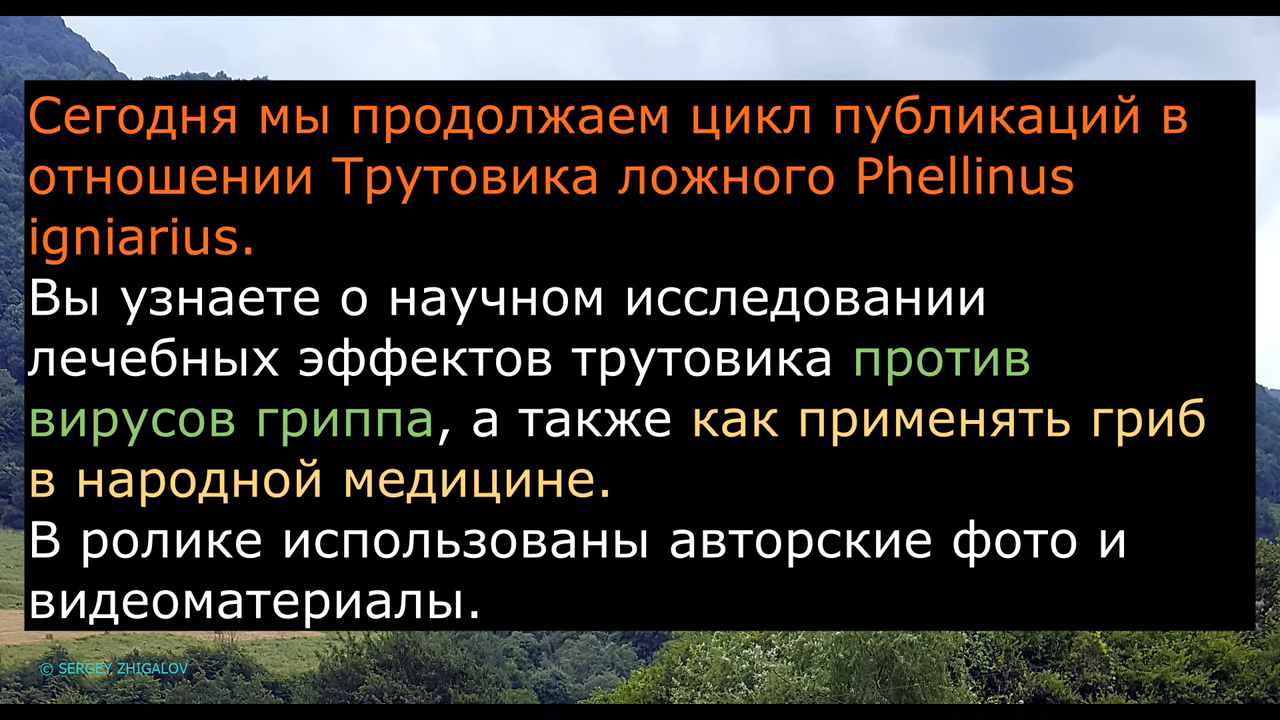 Сегодня мы продолжаем цикл публикаций в
отношении Трутовика ложного Phellinus
igniarius.
Вы узнаете о научном исследовании
лечебных эффектов трутовика против
вирусов гриппа, а также как применять гриб
в народной медицине.
В ролике использованы авторские фото и
видеоматериалы.
© SERGEY ZHIGALOV